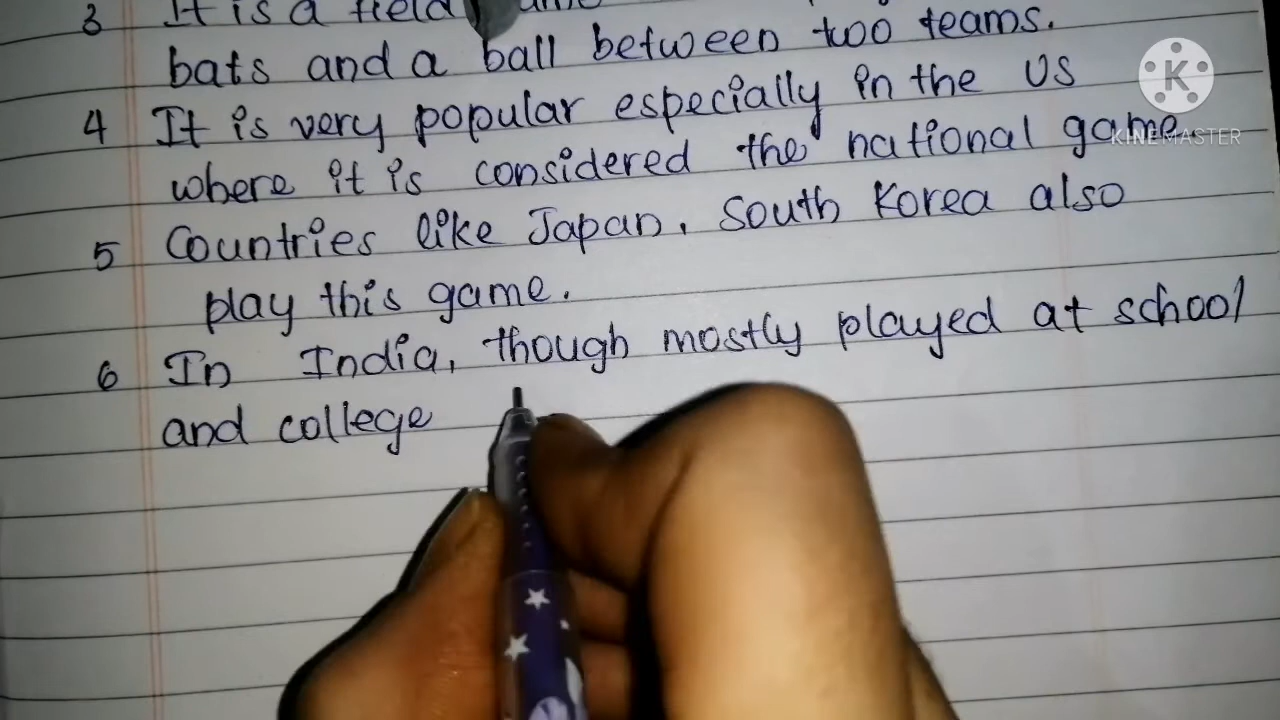 3 It is a field
bats and a ball between two teams.
4 It is very popular especially in the US
where it is considered the national game.
5 Countries like Japan, South Korea also
play this game.
6 In India, though mostly played at school
and college
K
KINEMASTER